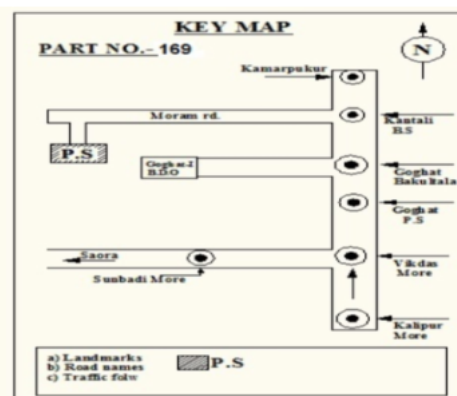 KEY MAP
PART NO.- 169
N
Kamarpukur
Moram rd.
Kantali
B.S
P.S
Goghat-I
B.D.O
Goghat
Bakultala
Goghat
P.S
Saora
Sunbadi More
Vikdas
More
Kalipur
More
a) Landmarks
b) Road names
c) Traffic folw
P.S